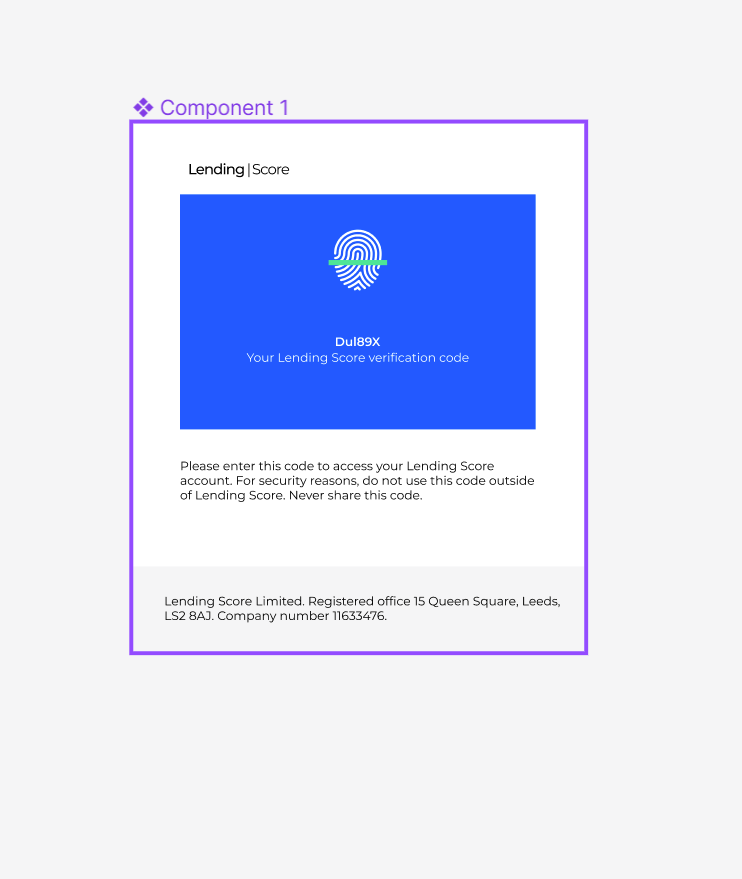 Component 1
Lending|Score
Dul89X
Your Lending Score verification code
Please enter this code to access your Lending Score
account. For security reasons, do not use this code outside
of Lending Score. Never share this code.
Lending Score Limited. Registered office 15 Queen Square, Leeds,
LS2 8AJ. Company number 11633476.